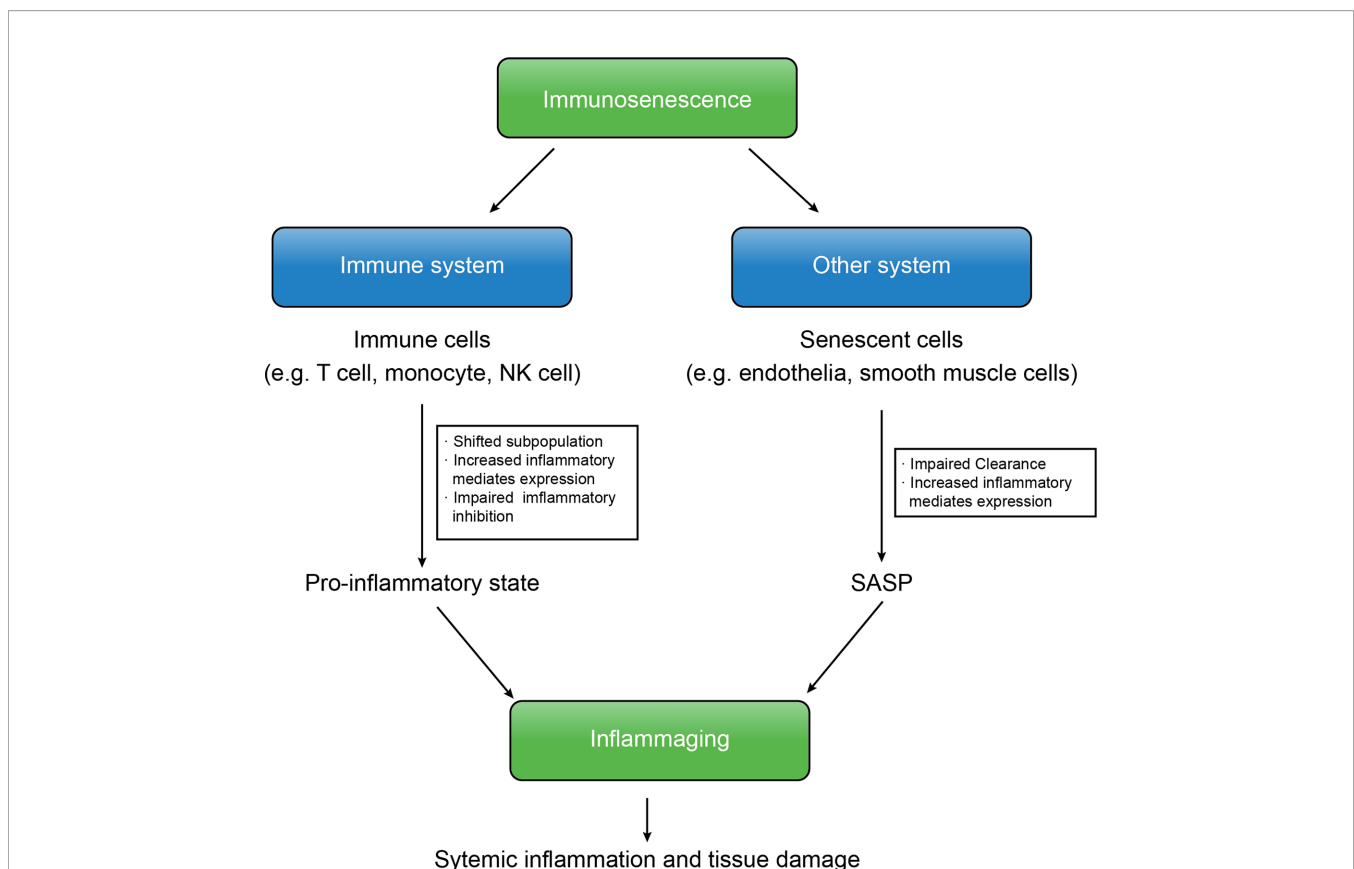 Immunosenescence
Immune system
Other system
Immune cells
(e.g. T cell, monocyte, NK cell)
Senescent cells
(e.g. endothelia, smooth muscle cells)
· Shifted subpopulation
· Increased inflammatory
mediates expression
· Impaired imflammatory
inhibition
· Impaired Clearance
· Increased inflammatory
mediates expression
Pro-inflammatory state
SASP
Inflammaging
Sytemic inflammation and tissue damage